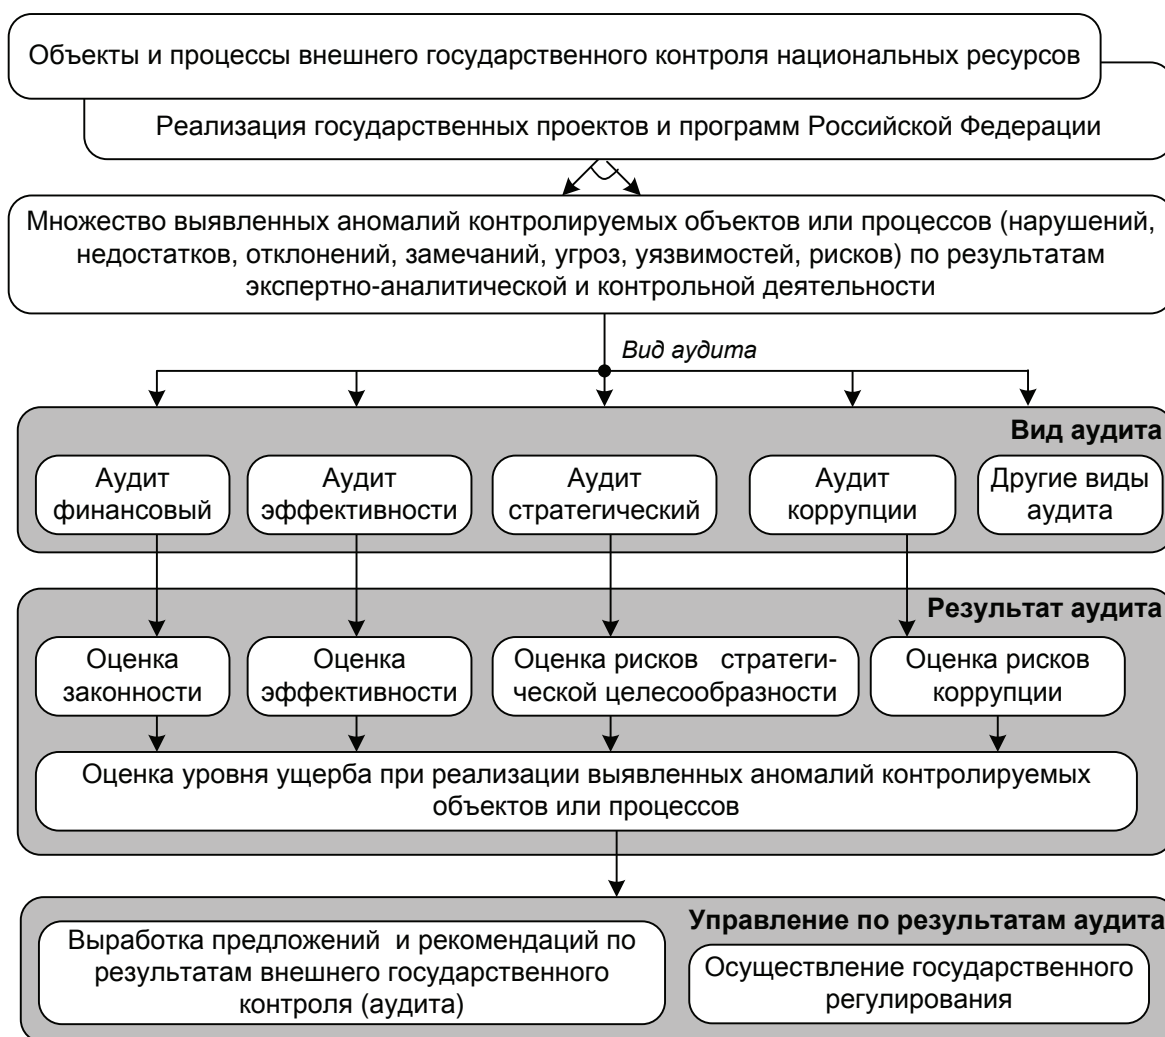 Объекты и процессы внешнего государственного контроля национальных ресурсов
Реализация государственных проектов и программ Российской Федерации
Множество выявленных аномалий контролируемых объектов или процессов (нарушений,
недостатков, отклонений, замечаний, угроз, уязвимостей, рисков) по результатам
экспертно-аналитической и контрольной деятельности
Вид аудита
Вид аудита
Аудит
финансовый
Аудит
эффективности
Аудит
стратегический
Аудит
коррупции
Другие виды
аудита
Результат аудита
Оценка
законности
Оценка
эффективности
Оценка рисков стратеги-
ческой целесообразности
Оценка рисков
коррупции
Оценка уровня ущерба при реализации выявленных аномалий контролируемых
объектов или процессов
Управление по результатам аудита
Выработка предложений и рекомендаций по
результатам внешнего государственного
контроля (аудита)
Осуществление государственного
регулирования